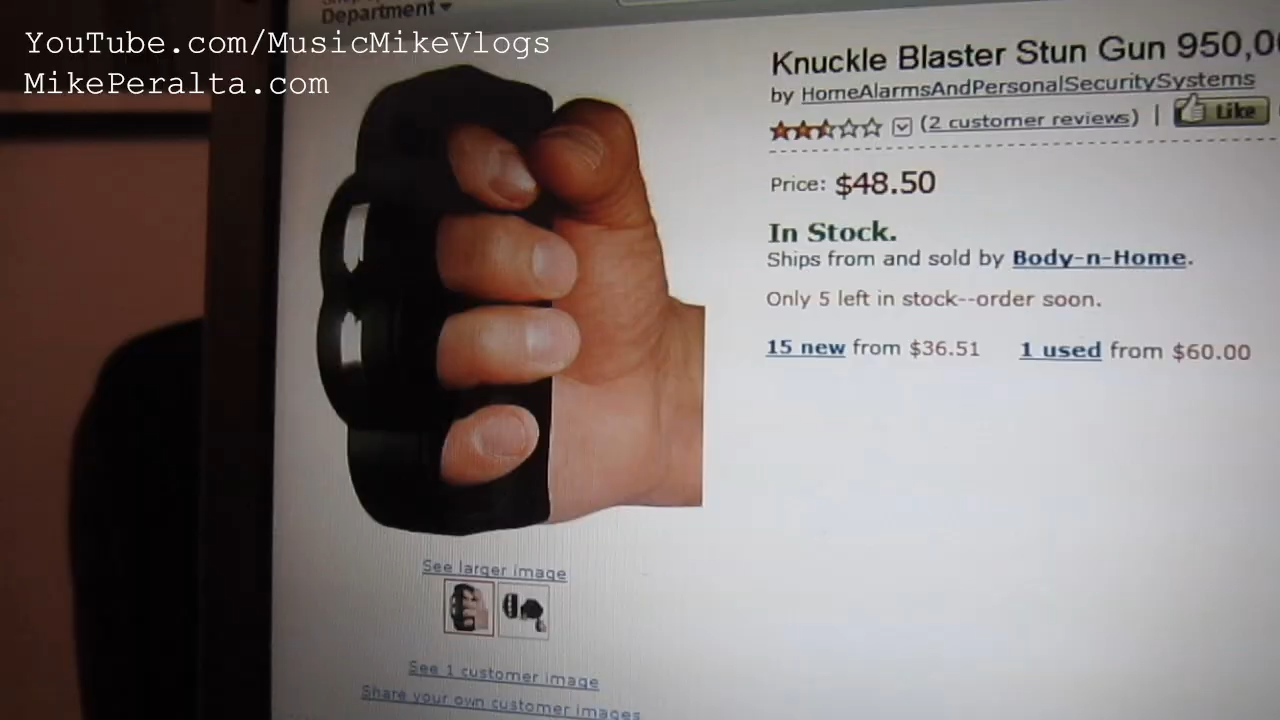 Department
YouTube.com/MusicMikeVlogs
MikePeralta.com
Knuckle Blaster Stun Gun 950,0
by HomeAlarmsAndPersonalSecuritySystems
(2 customer reviews) | Like
Price: $48.50
In Stock.
Ships from and sold by Body-n-Home.
Only 5 left in stock--order soon.
15 new from $36.51 1 used from $60.00
See larger image
See 1 customer image
Share your own customer images